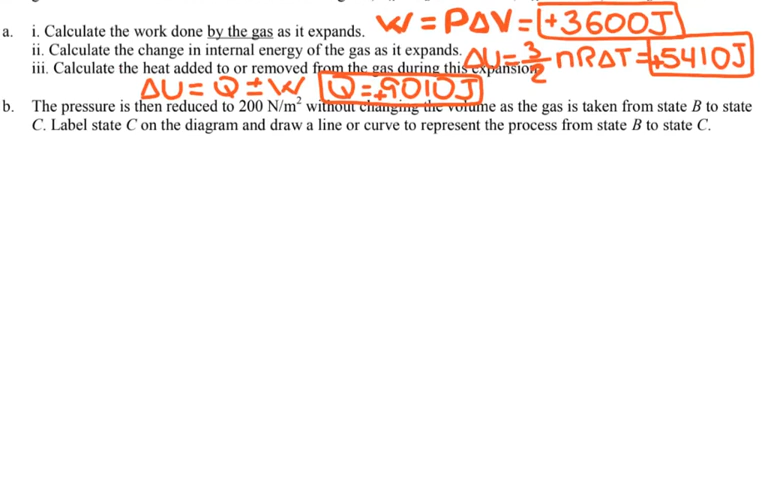 a. i. Calculate the work done by the gas as it expands. W = PΔV = +3600J
ii. Calculate the change in internal energy of the gas as it expands. ΔU = 3/2 nRΔT = +5410J
iii. Calculate the heat added to or removed from the gas during this expansion.
ΔU = Q ± W Q = +9010J
b. The pressure is then reduced to 200 N/m² without changing the volume as the gas is taken from state B to state
C. Label state C on the diagram and draw a line or curve to represent the process from state B to state C.